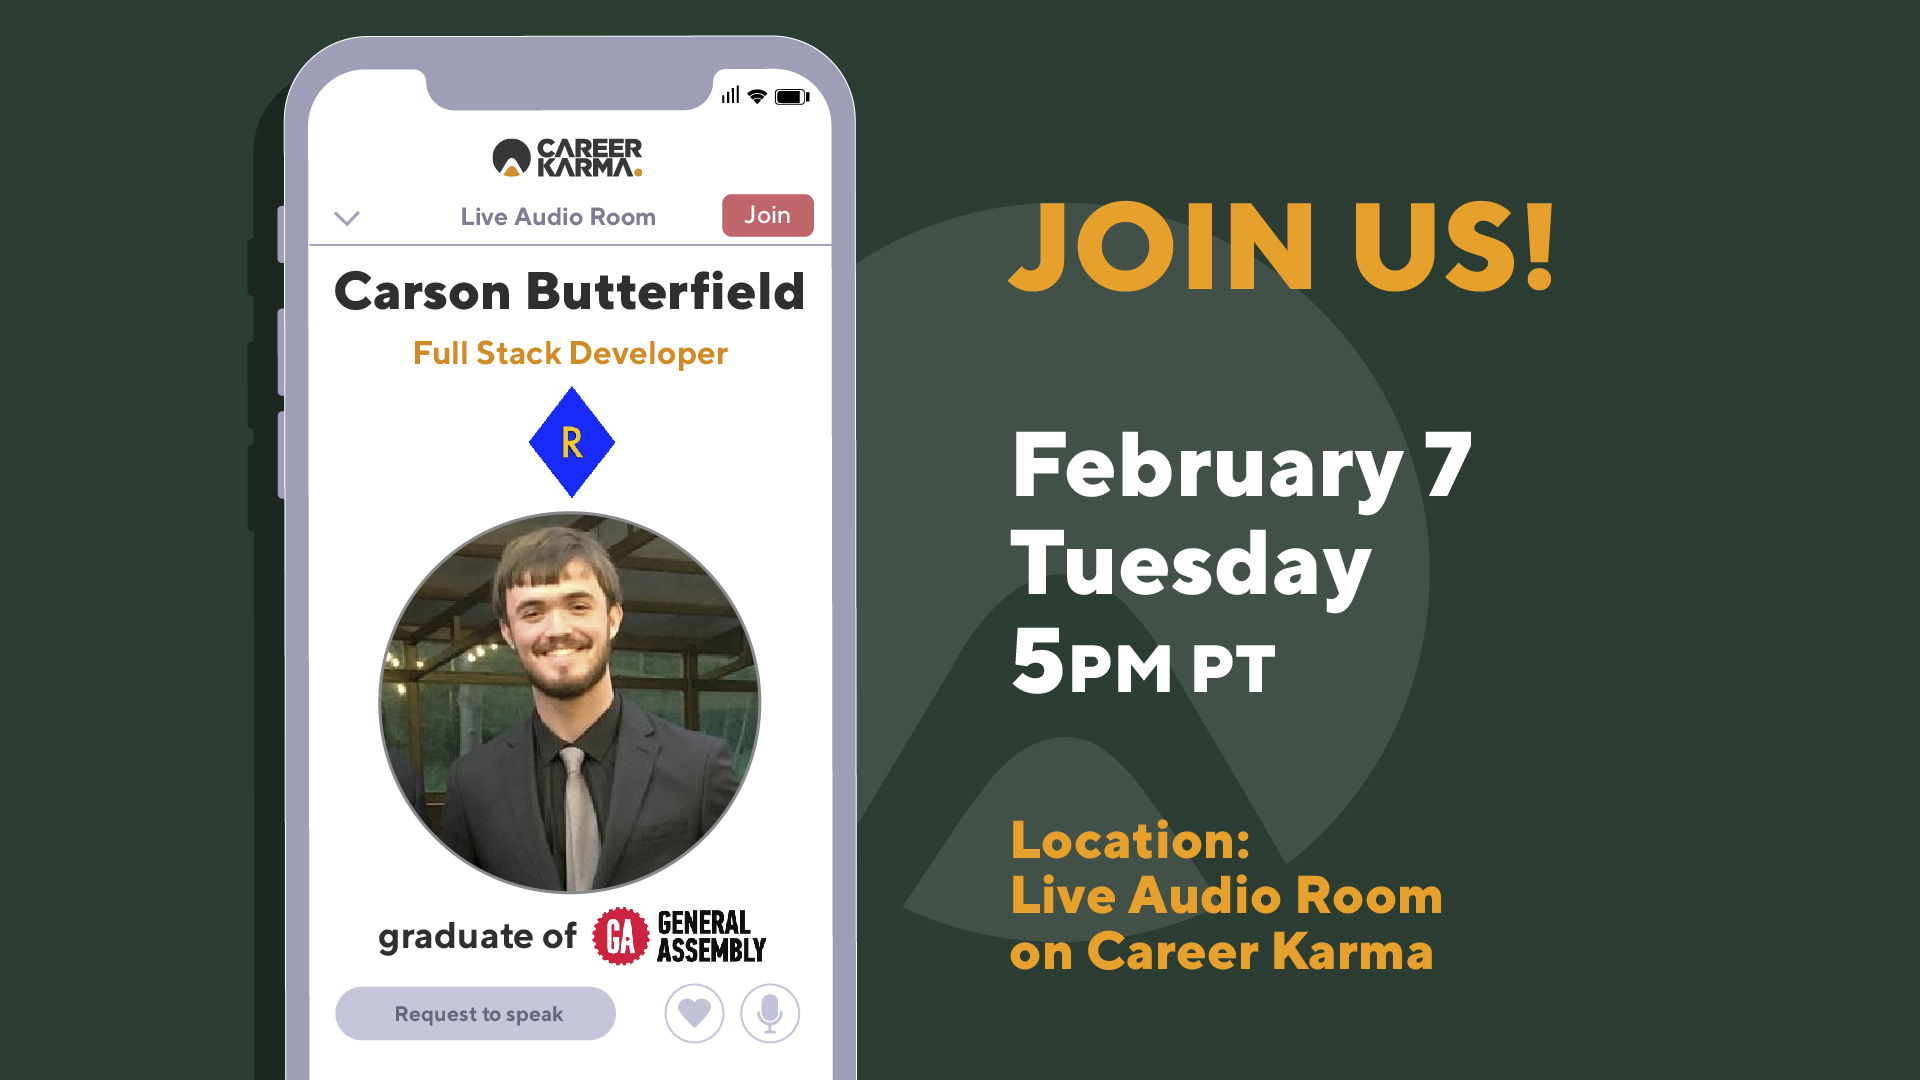 CAREER
KARMA.
Live Audio Room
Join
Carson Butterfield
Full Stack Developer
R
graduate of GA GENERAL
ASSEMBLY
Request to speak
JOIN US!
February 7
Tuesday
5PM PT
Location:
Live Audio Room
on Career Karma